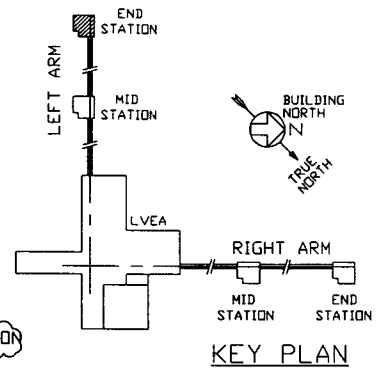 END
STATION
LEFT ARM
MID
STATION
BUILDING
NORTH
N
TRUE
NORTH
LVEA
RIGHT ARM
MID
STATION
END
STATION
KEY PLAN